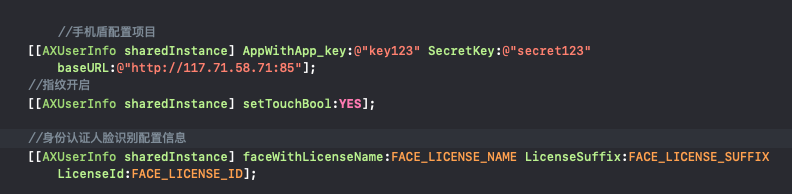 //手机盾配置项目
[[AXUserInfo sharedInstance] AppWithApp_key:@"key123" SecretKey:@"secret123"
baseURL:@"http://117.71.58.71:85"];
//指纹开启
[[AXUserInfo sharedInstance] setTouchBool:YES];
//身份认证人脸识别配置信息
[[AXUserInfo sharedInstance] faceWithLicenseName:FACE_LICENSE_NAME LicenseSuffix:FACE_LICENSE_SUFFIX
LicenseId:FACE_LICENSE_ID];